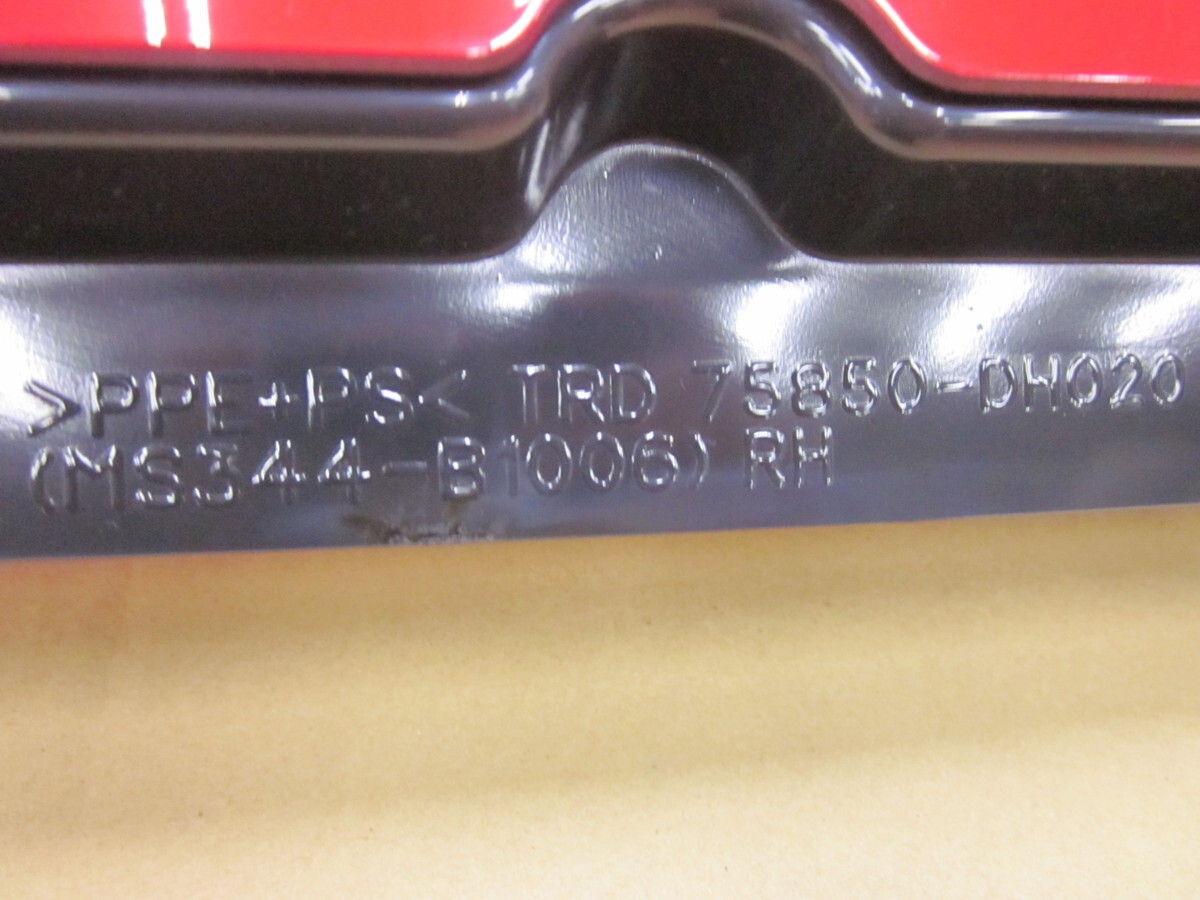 >PPE+PS< TRD 75850-DH020
(MS344-B1006) RH